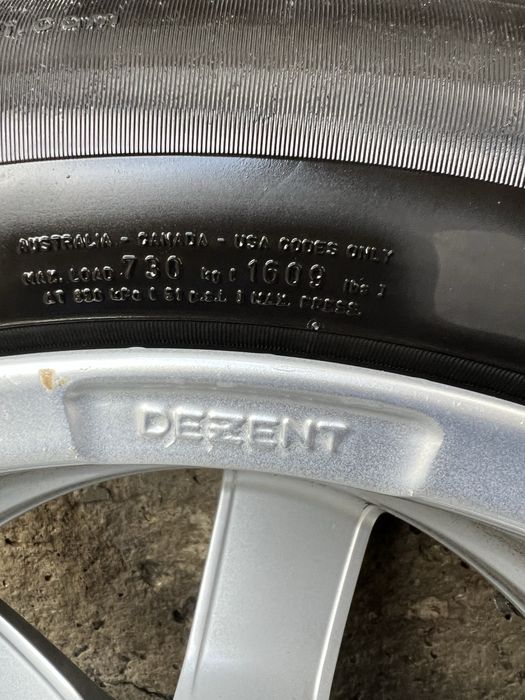 AUSTRALIA - CANADA - USA CODES ONLY
MAX. LOAD 730 kg ( 1609 lbs )
AT 350 kPa ( 51 P.S.I. ) MAX. PRESS.
DEZENT